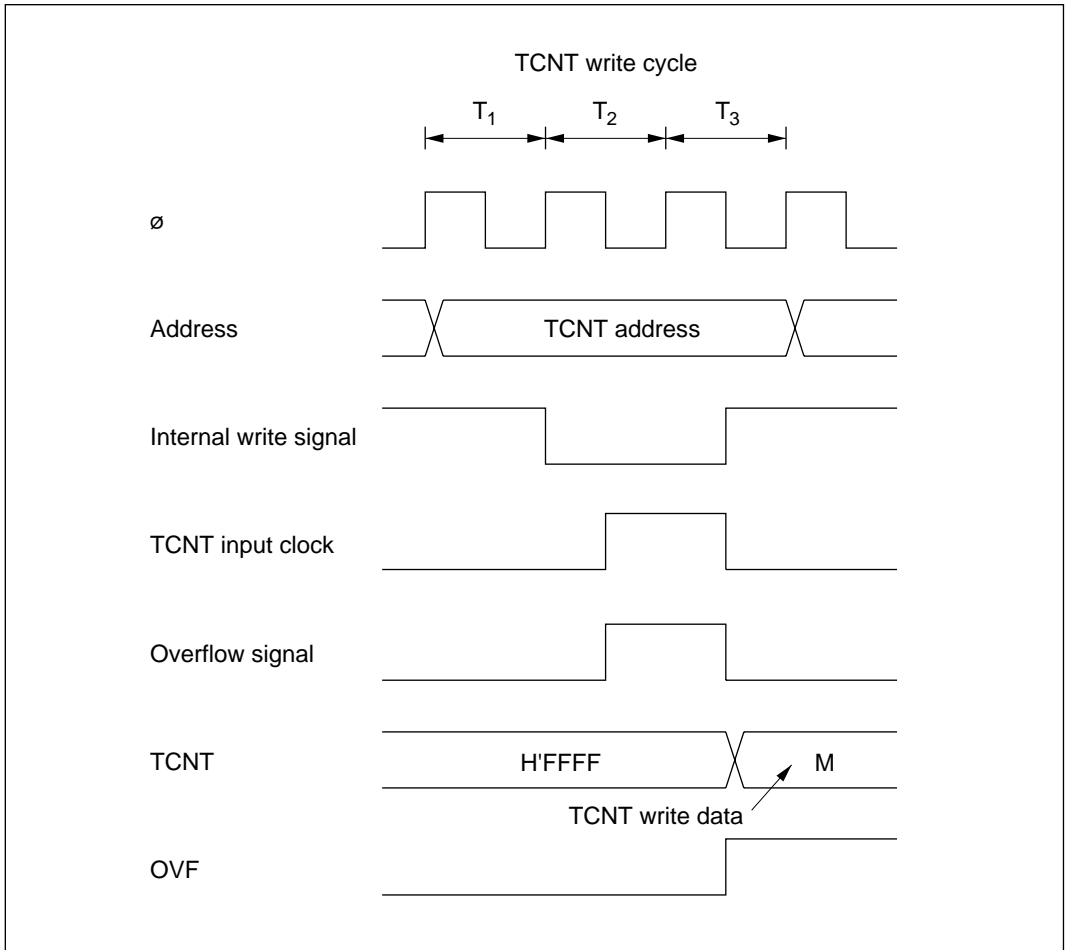 TCNT write cycle
T1 T2 T3
ø
Address TCNT address
Internal write signal
TCNT input clock
Overflow signal
TCNT H'FFFF M
TCNT write data
OVF